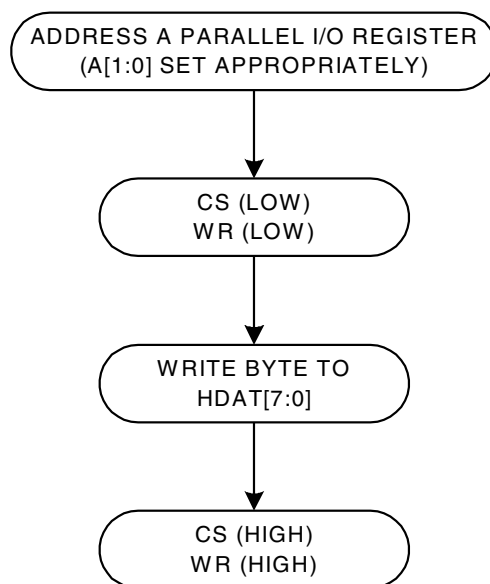 ADDRESS A PARALLEL I/O REGISTER
(A[1:0] SET APPROPRIATELY)
CS (LOW)
WR (LOW)
WRITE BYTE TO
HDAT[7:0]
CS (HIGH)
WR (HIGH)